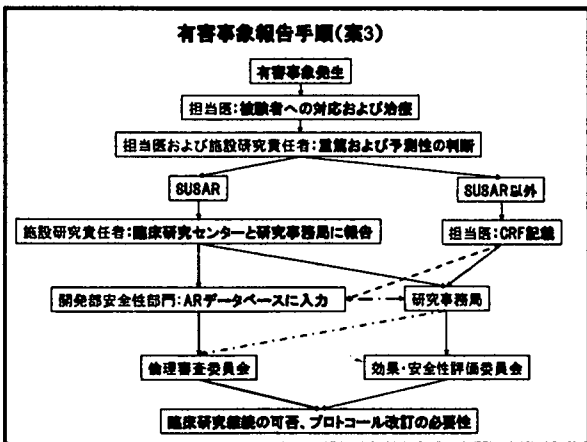 有害事象報告手順(案3)
有害事象発生
担当医:被験者への対応および治療
担当医および施設研究責任者:重篤および予測性の判断
SUSAR
SUSAR以外
施設研究責任者:臨床研究センターと研究事務局に報告
担当医:CRF記載
開発部安全性部門:ARデータベースに入力
研究事務局
倫理審査委員会
効果・安全性評価委員会
臨床研究継続の可否、プロトコール改訂の必要性